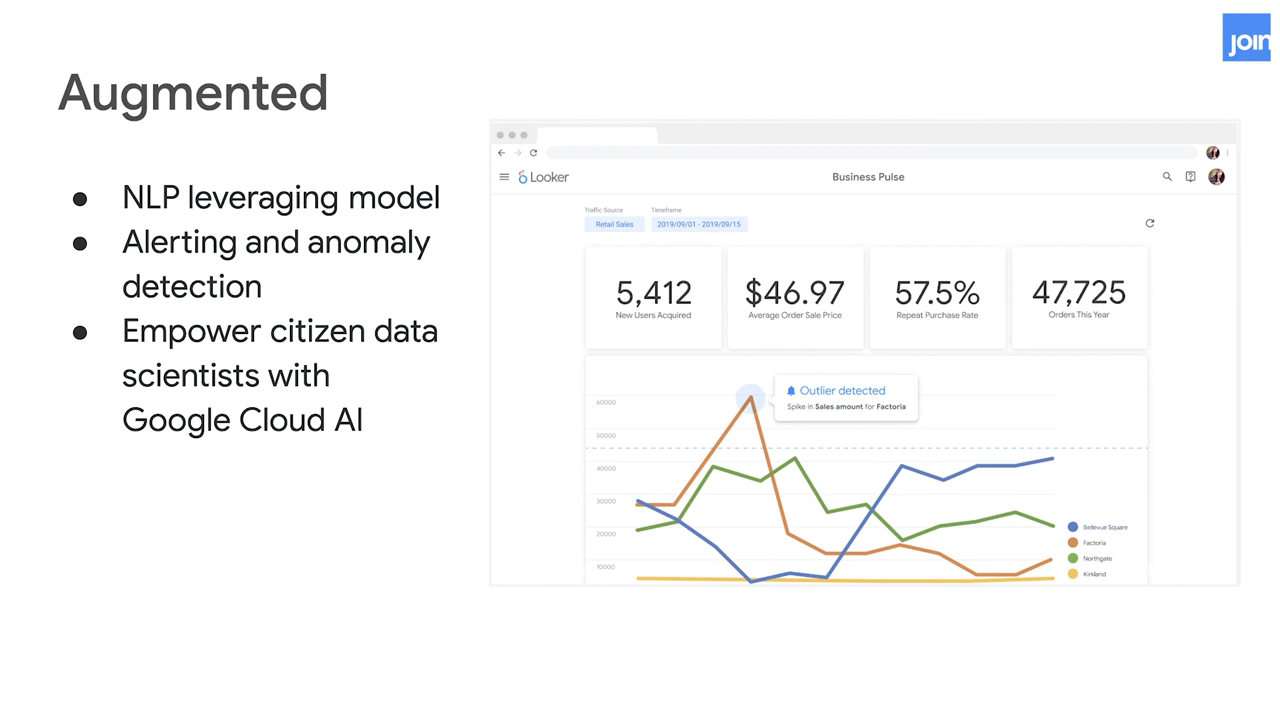 JOIN
Augmented
● NLP leveraging model
● Alerting and anomaly
detection
● Empower citizen data
scientists with
Google Cloud AI
Looker
Business Pulse
Traffic Source
Timeframe
Retail Sales
2019/09/01 - 2019/09/15
5,412
New Users Acquired
$46.97
Average Order Sale Price
57.5%
Repeat Purchase Rate
47,725
Orders This Year
Outlier detected
Spike in Sales amount for Factoria
60000
50000
40000
30000
20000
10000
Bellevue Square
Factoria
Northgate
Kirkland